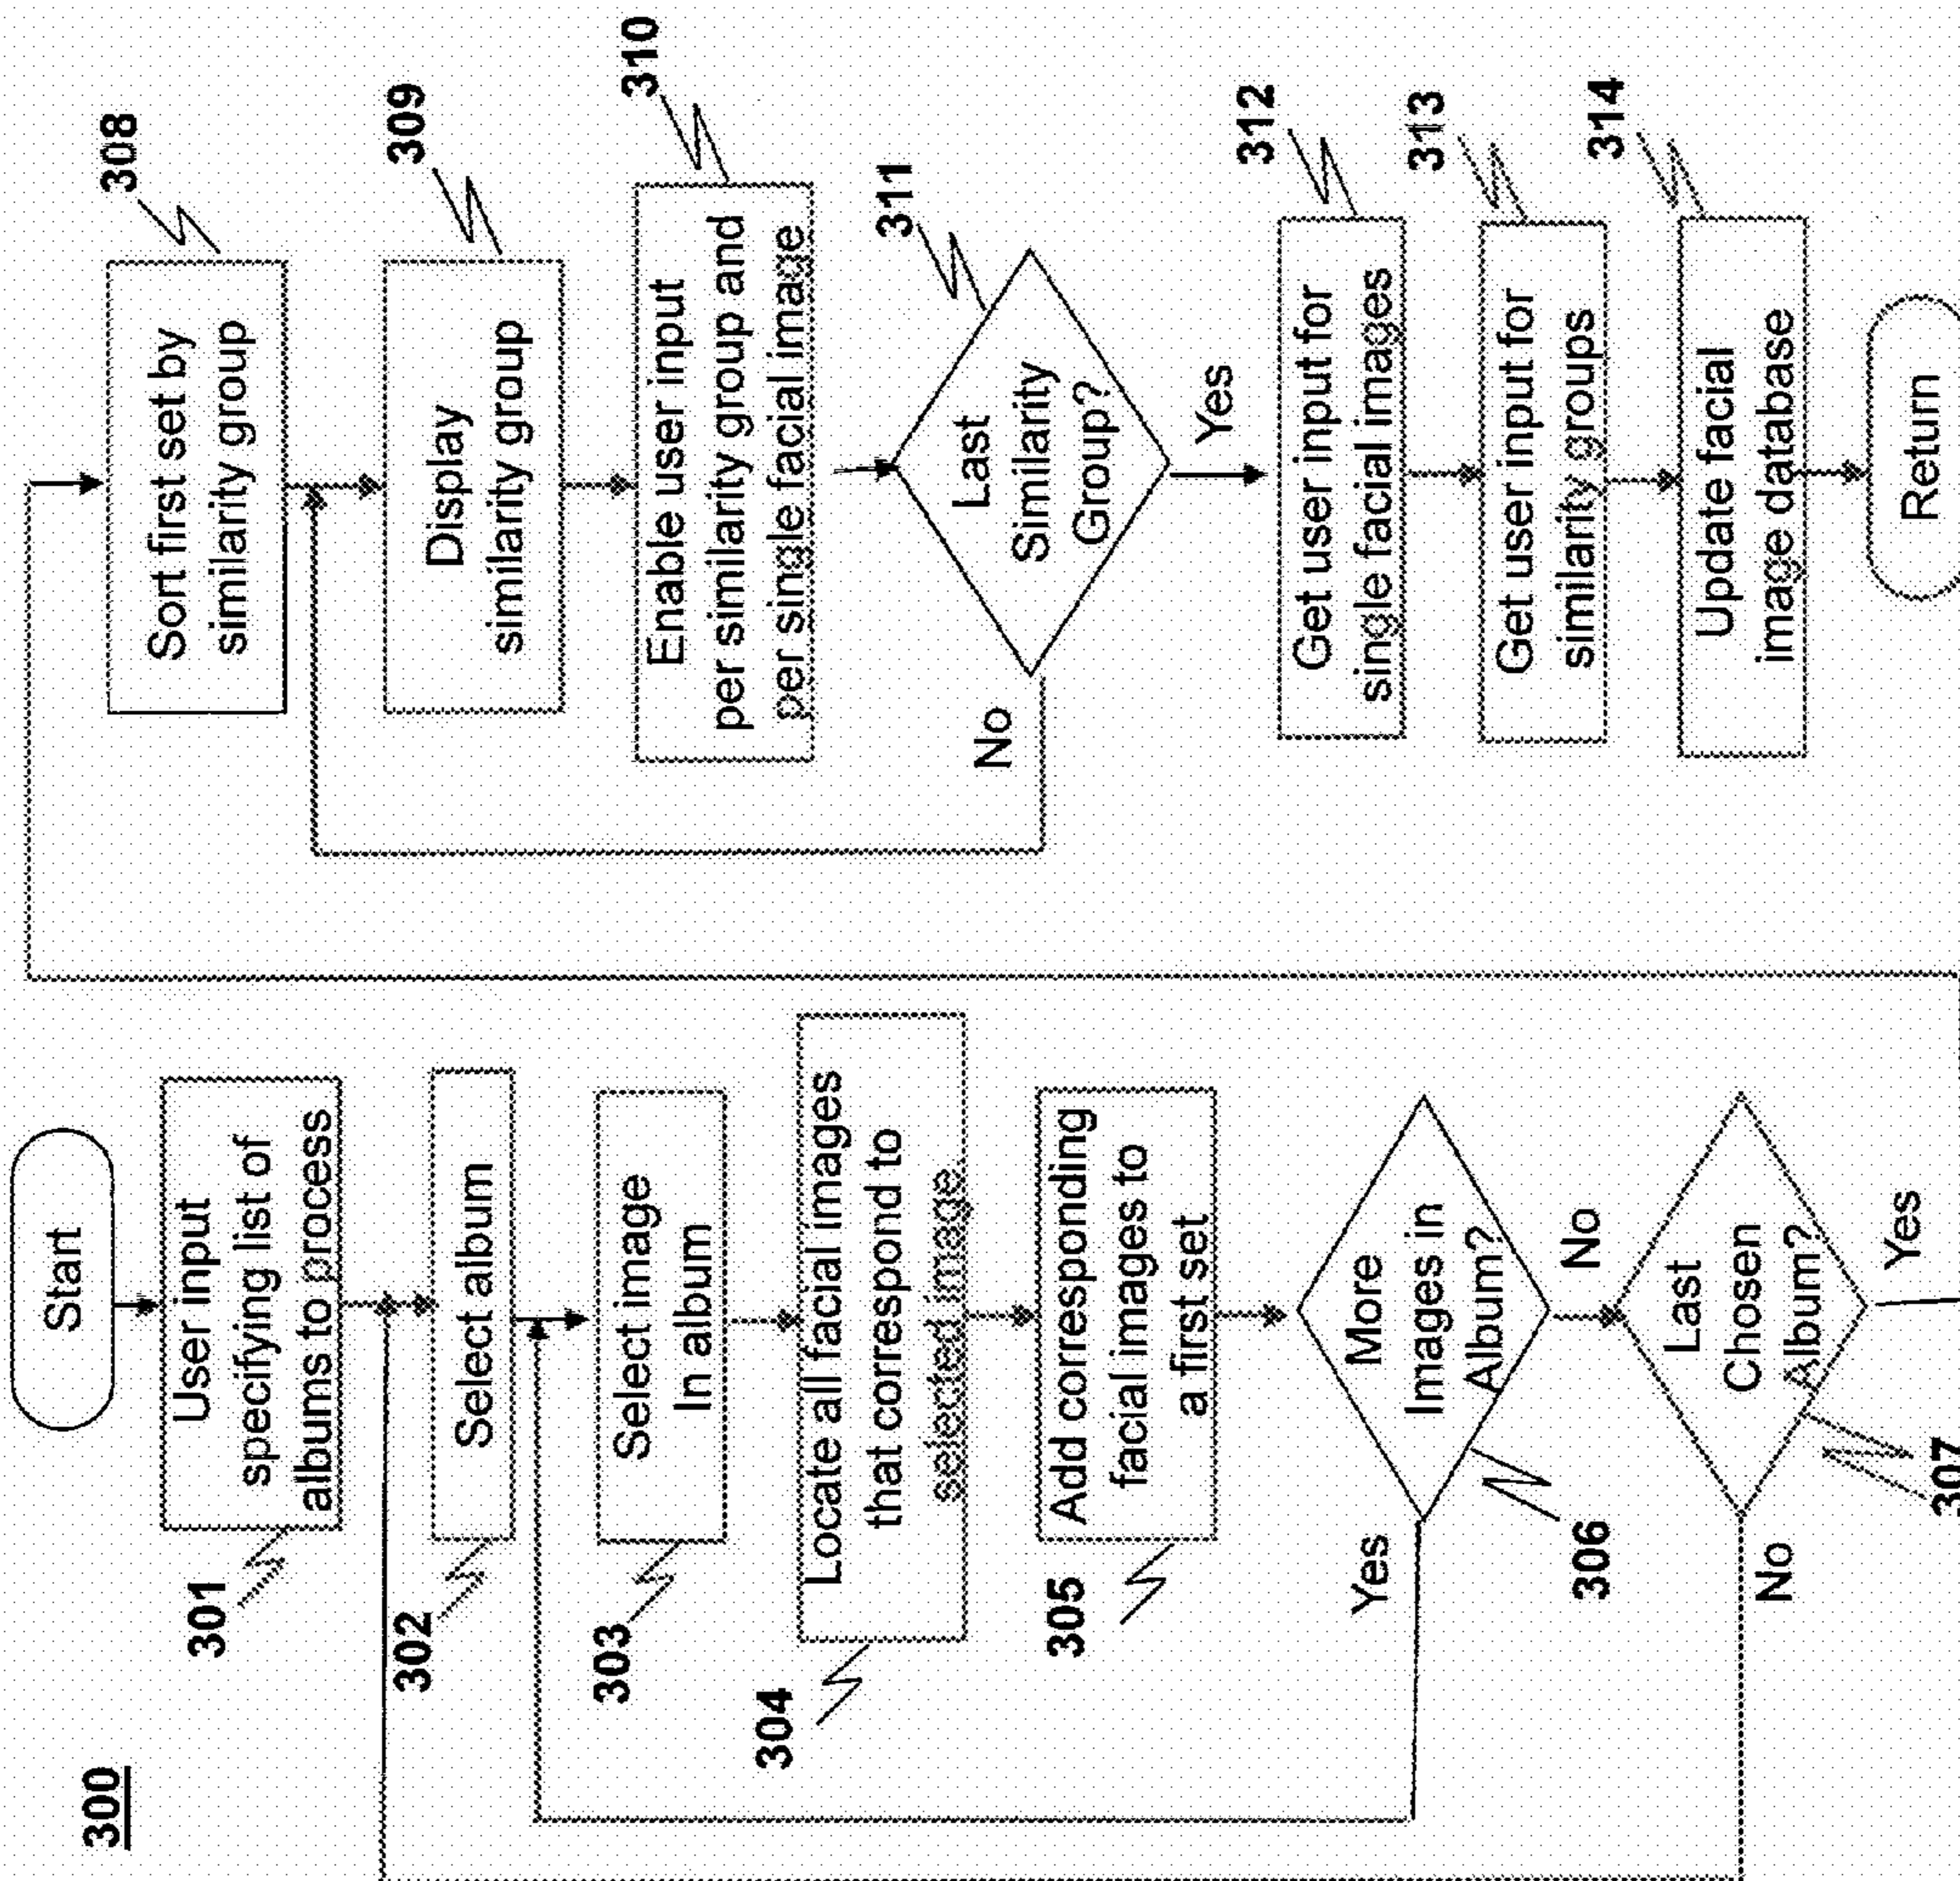 300
Start
301
User input
specifying list of
albums to process
302
Select album
303
Select image
In album
304
Locate all facial images
that correspond to
selected image
305
Add corresponding
facial images to
a first set
306
More
Images in
Album?
Yes
No
307
Last
Chosen
Album?
No
Yes
308
Sort first set by
similarity group
309
Display
similarity group
310
Enable user input
per similarity group and
per single facial image
311
Last
Similarity
Group?
No
Yes
312
Get user input for
single facial images
313
Get user input for
similarity groups
314
Update facial
image database
Return